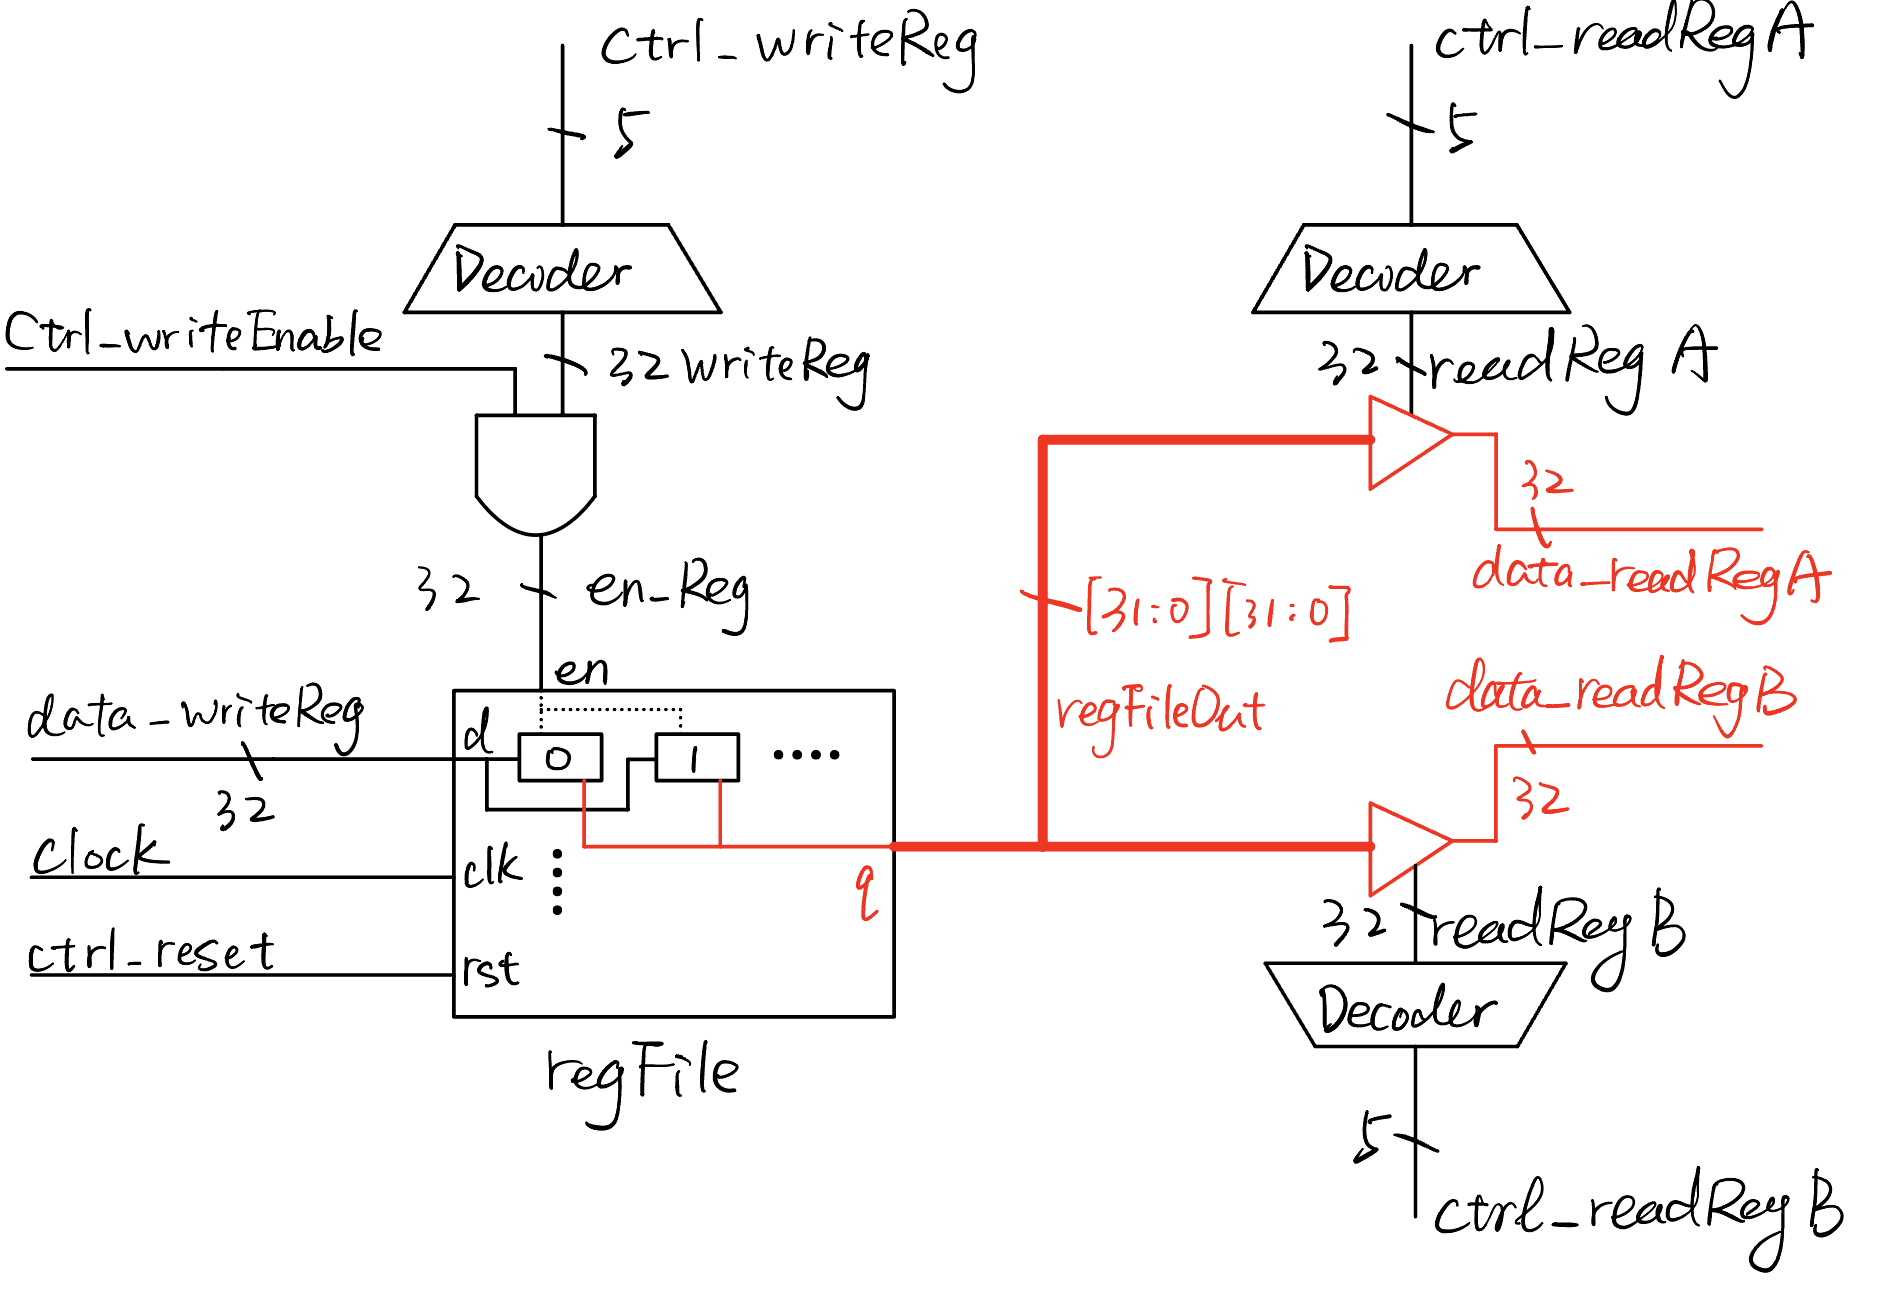 Ctrl_writeReg
5
Decoder
Ctrl_writeEnable
32 writeReg
32
en_Reg
en
data_writeReg
32
d
0
1
Clock
clk
q
ctrl_reset
rst
regFile
ctrl_readRegA
5
Decoder
32 readReg A
32
data_readRegA
[31:0][31:0]
regFileOut
data_readRegB
32
32 readReg B
Decoder
5
ctrl_readReg B